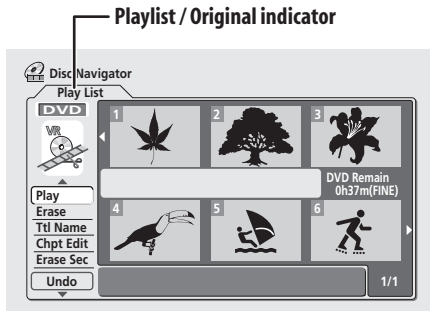 Playlist / Original indicator
Disc Navigator
Play List
DVD
VR
1
2
3
DVD Remain
0h37m(FINE)
Play
Erase
Ttl Name
Chpt Edit
Erase Sec
Undo
4
5
6
1/1